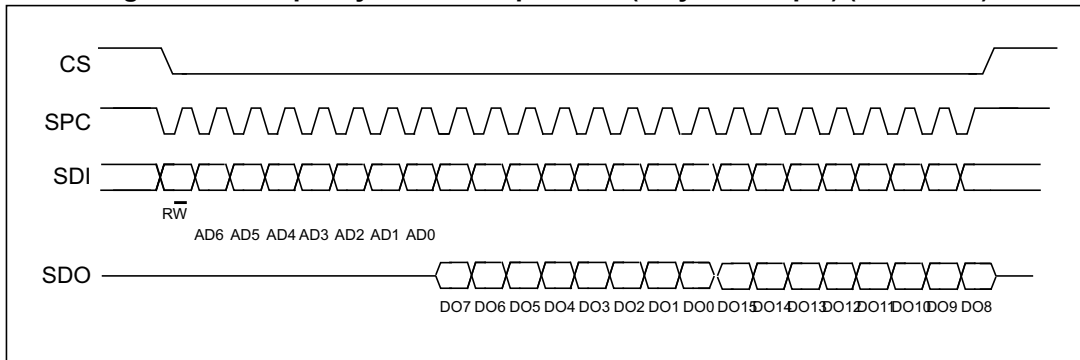 CS
SPC
SDI
RW
AD6 AD5 AD4 AD3 AD2 AD1 AD0
SDO
DO7 DO6 DO5 DO4 DO3 DO2 DO1 DO0 DO15 DO14 DO13 DO12 DO11 DO10 DO9 DO8